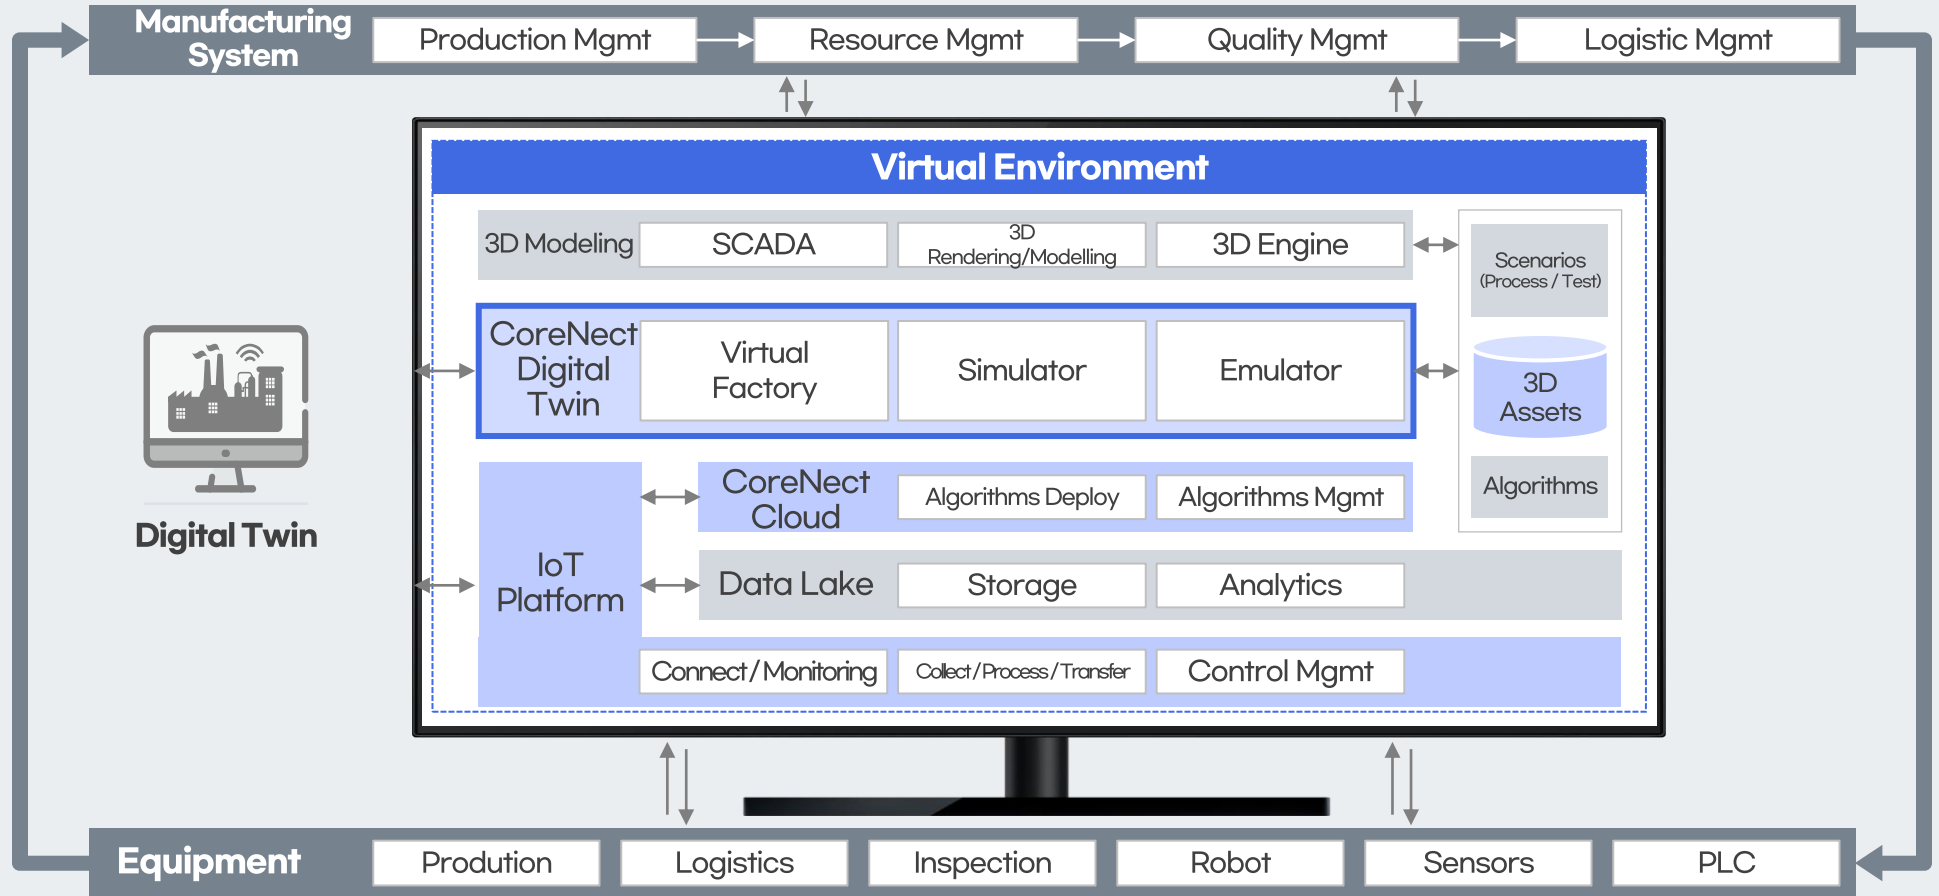 Manufacturing
System
Production Mgmt
Resource Mgmt
Quality Mgmt
Logistic Mgmt
Virtual Environment
3D Modeling
SCADA
3D
Rendering/Modelling
3D Engine
Scenarios
(Process / Test)
CoreNect
Digital
Twin
Virtual
Factory
Simulator
Emulator
3D
Assets
Digital Twin
IoT
Platform
CoreNect
Cloud
Algorithms Deploy
Algorithms Mgmt
Algorithms
Data Lake
Storage
Analytics
Connect / Monitoring
Collect / Process / Transfer
Control Mgmt
Equipment
Prodution
Logistics
Inspection
Robot
Sensors
PLC